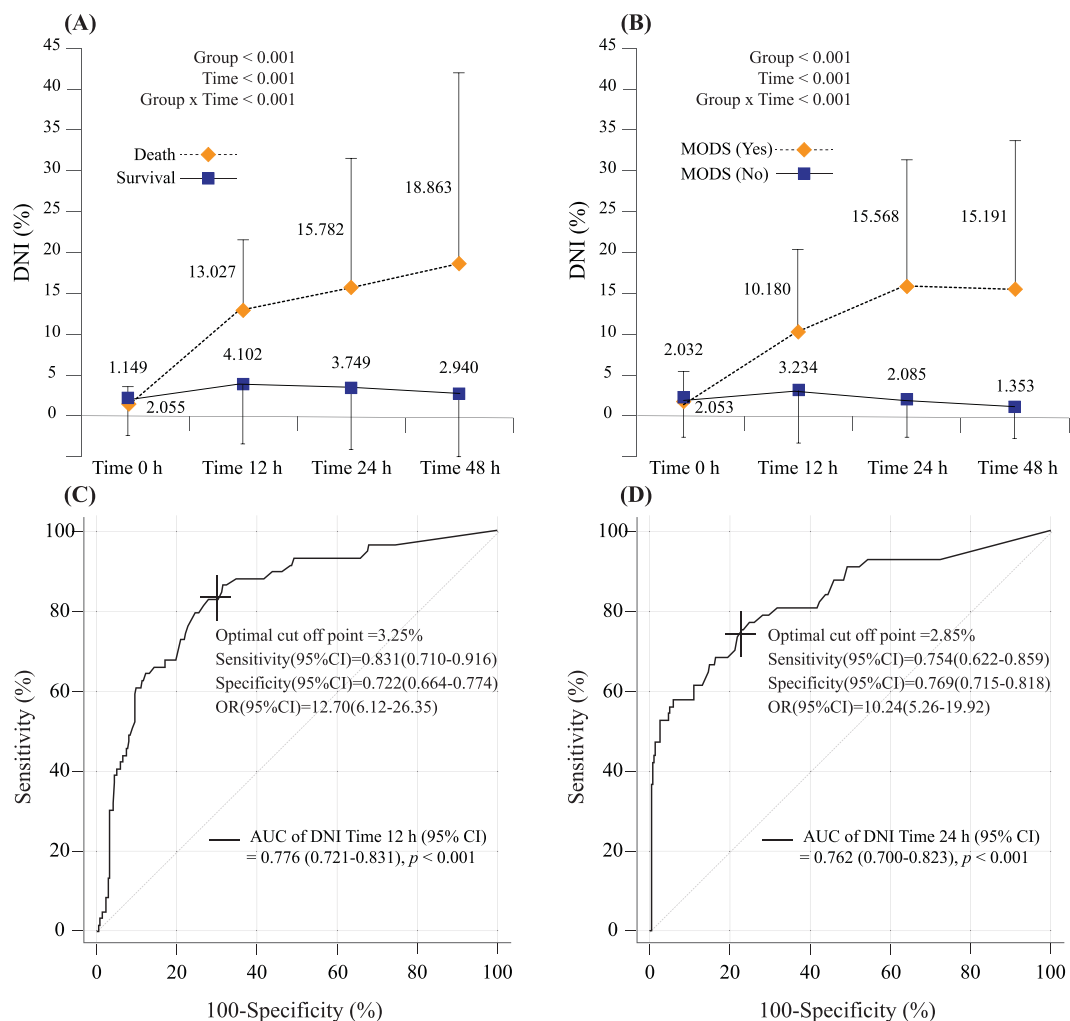 (A)
45
40
35
30
25
20
15
10
5
0
DNI (%)
Group < 0.001
Time < 0.001
Group x Time < 0.001
Death
Survival
1.149
2.055
13.027
4.102
15.782
3.749
18.863
2.940
Time 0 h
Time 12 h
Time 24 h
Time 48 h
(B)
45
40
35
30
25
20
15
10
5
0
DNI (%)
Group < 0.001
Time < 0.001
Group x Time < 0.001
MODS (Yes)
MODS (No)
2.032
2.053
10.180
3.234
15.568
2.085
15.191
1.353
Time 0 h
Time 12 h
Time 24 h
Time 48 h
(C)
100
80
60
40
20
0
Sensitivity (%)
Optimal cut off point =3.25%
Sensitivity(95%CI)=0.831(0.710-0.916)
Specificity(95%CI)=0.722(0.664-0.774)
OR(95%CI)=12.70(6.12-26.35)
AUC of DNI Time 12 h (95% CI)
= 0.776 (0.721-0.831), p < 0.001
0
20
40
60
80
100
100-Specificity (%)
(D)
100
80
60
40
20
0
Sensitivity (%)
Optimal cut off point =2.85%
Sensitivity(95%CI)=0.754(0.622-0.859)
Specificity(95%CI)=0.769(0.715-0.818)
OR(95%CI)=10.24(5.26-19.92)
AUC of DNI Time 24 h (95% CI)
= 0.762 (0.700-0.823), p < 0.001
0
20
40
60
80
100
100-Specificity (%)